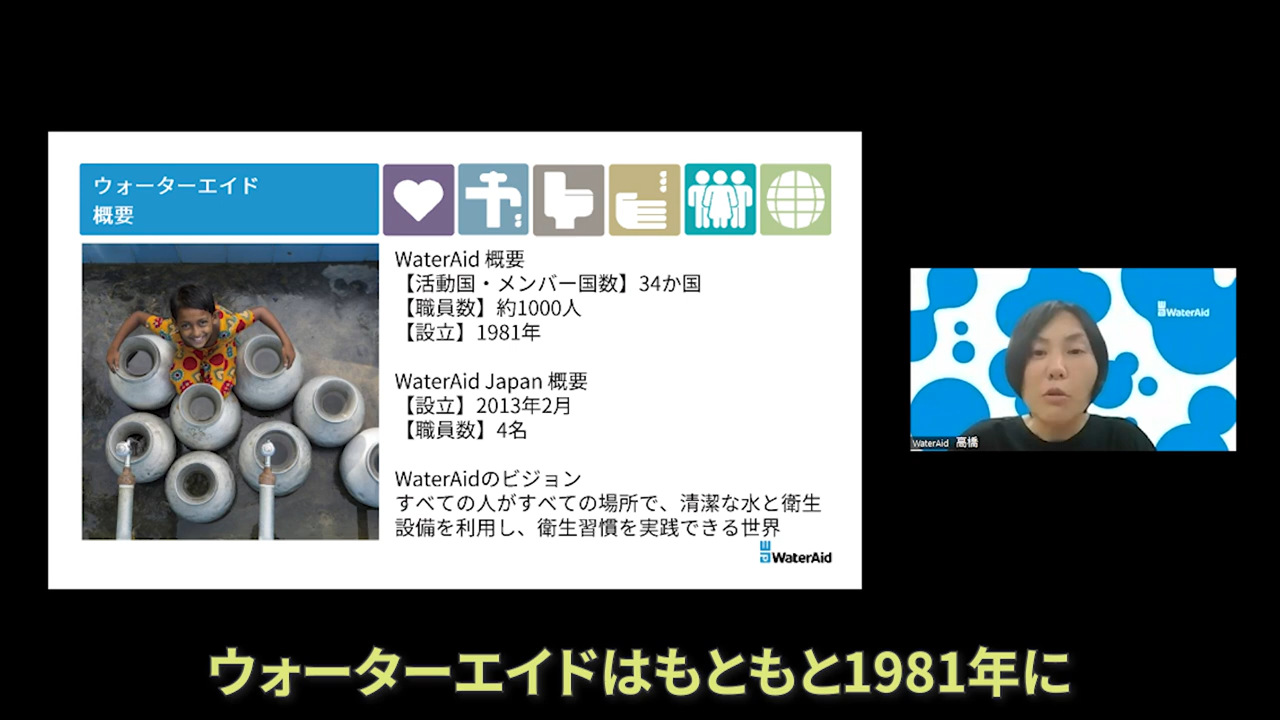 ウォーターエイド
概要
WaterAid 概要
【活動国・メンバー国数】34か国
【職員数】約1000人
【設立】1981年
WaterAid Japan 概要
【設立】2013年2月
【職員数】4名
WaterAidのビジョン
すべての人がすべての場所で、清潔な水と衛生
設備を利用し、衛生習慣を実践できる世界
WaterAid
WaterAid
WaterAid 高橋
ウォーターエイドはもともと1981年に